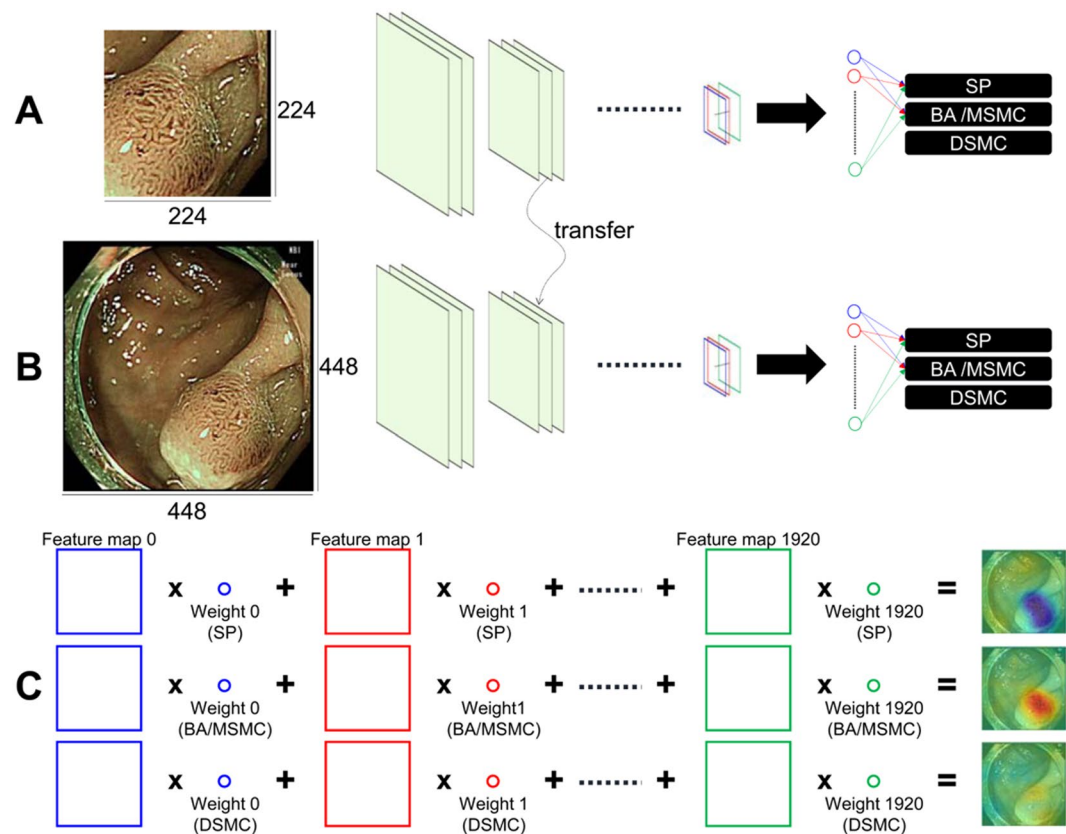 A
224
224
SP
BA /MSMC
DSMC
transfer
B
NBI
Near
Focus
448
448
SP
BA /MSMC
DSMC
C
Feature map 0
Feature map 1
Feature map 1920
x + x + + x =
Weight 0
(SP)
Weight 1
(SP)
Weight 1920
(SP)
x + x + + x =
Weight 0
(BA/MSMC)
Weight1
(BA/MSMC)
Weight 1920
(BA/MSMC)
x + x + + x =
Weight 0
(DSMC)
Weight 1
(DSMC)
Weight 1920
(DSMC)